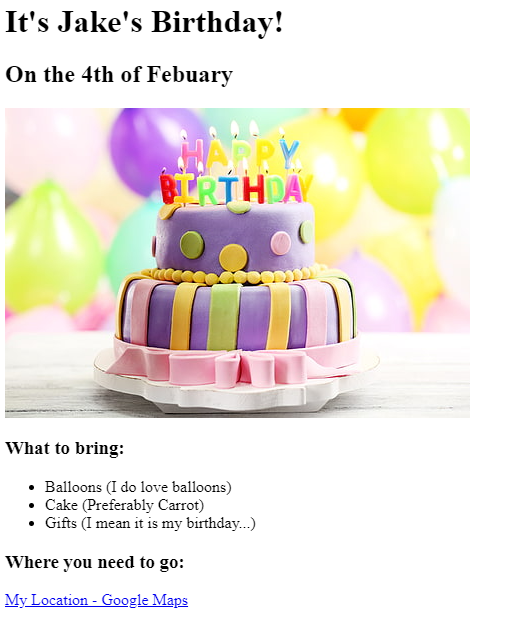 It's Jake's Birthday!
On the 4th of Febuary
HAPPY
BIRTHDAY
What to bring:
Balloons (I do love balloons)
Cake (Preferably Carrot)
Gifts (I mean it is my birthday...)
Where you need to go:
My Location - Google Maps